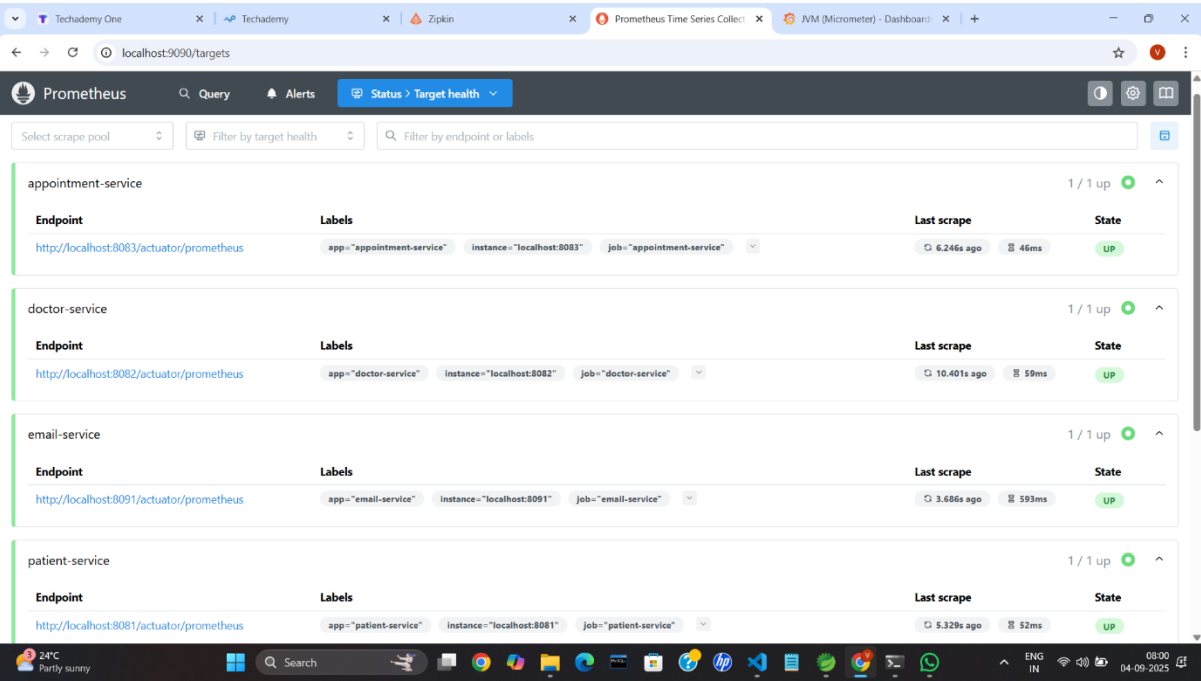 Techademy One
Techademy
Zipkin
Prometheus Time Series Collect
JVM (Micrometer) - Dashboards
localhost:9090/targets
V
Prometheus
Query
Alerts
Status > Target health
Select scrape pool
Filter by target health
Filter by endpoint or labels
appointment-service 1 / 1 up
Endpoint Labels Last scrape State
http://localhost:8083/actuator/prometheus app="appointment-service" instance="localhost:8083" job="appointment-service" 6.246s ago 46ms UP
doctor-service 1 / 1 up
Endpoint Labels Last scrape State
http://localhost:8082/actuator/prometheus app="doctor-service" instance="localhost:8082" job="doctor-service" 10.401s ago 59ms UP
email-service 1 / 1 up
Endpoint Labels Last scrape State
http://localhost:8091/actuator/prometheus app="email-service" instance="localhost:8091" job="email-service" 3.686s ago 593ms UP
patient-service 1 / 1 up
Endpoint Labels Last scrape State
http://localhost:8081/actuator/prometheus app="patient-service" instance="localhost:8081" job="patient-service" 5.329s ago 52ms UP
3
24°C
Partly sunny
Search
ENG
IN
08:00
04-09-2025